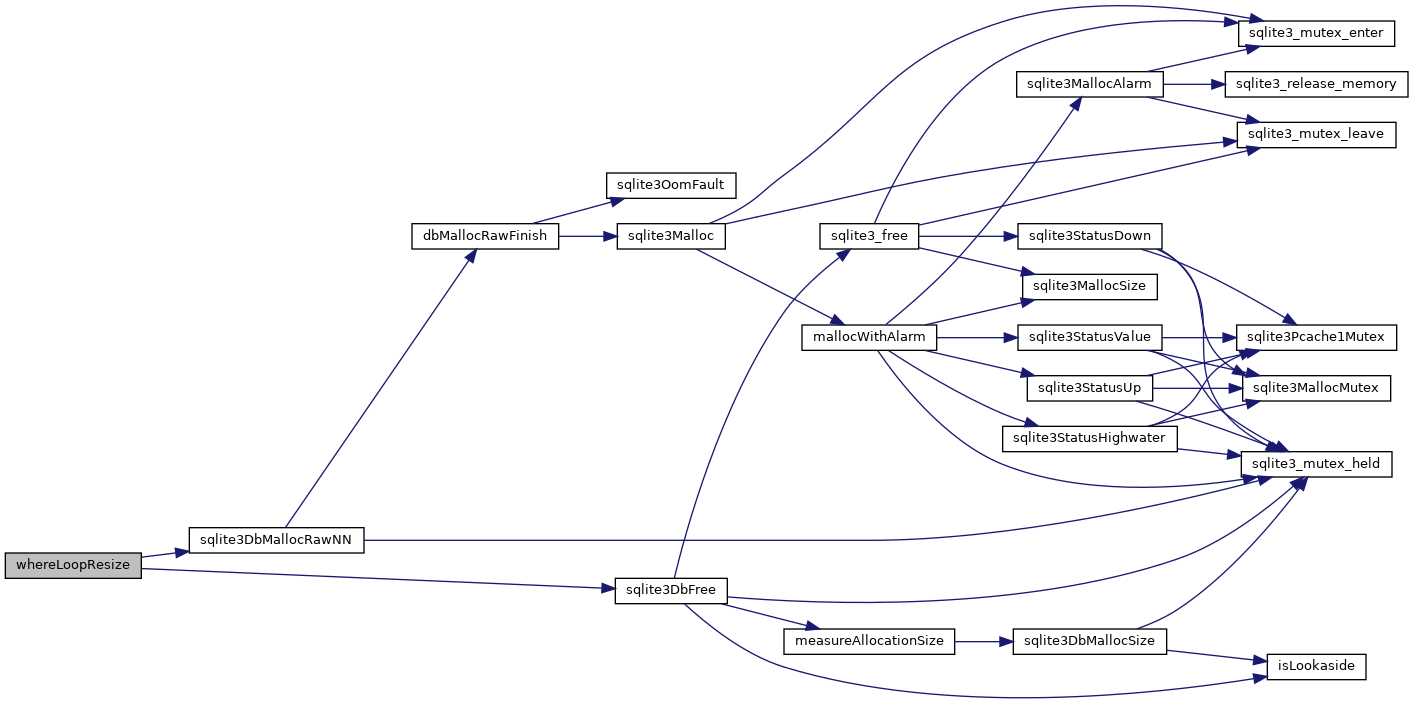 sqlite3_mutex_enter
sqlite3MallocAlarm
sqlite3_release_memory
sqlite3_mutex_leave
sqlite3OomFault
dbMallocRawFinish
sqlite3Malloc
sqlite3_free
sqlite3StatusDown
sqlite3MallocSize
mallocWithAlarm
sqlite3StatusValue
sqlite3Pcache1Mutex
sqlite3StatusUp
sqlite3MallocMutex
sqlite3StatusHighwater
sqlite3_mutex_held
sqlite3DbMallocRawNN
whereLoopResize
sqlite3DbFree
measureAllocationSize
sqlite3DbMallocSize
isLookaside